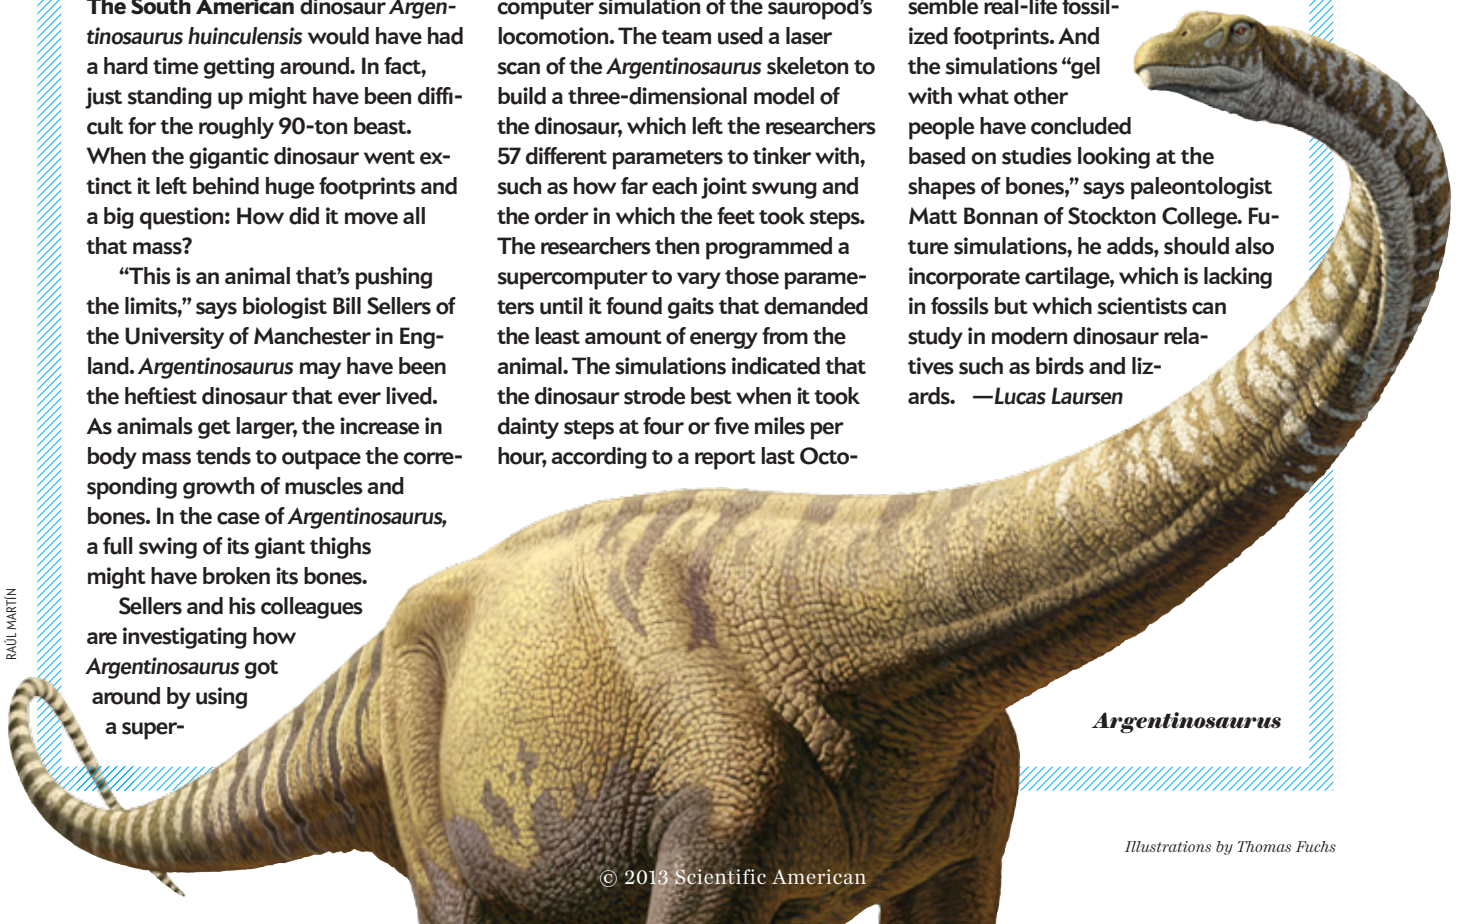 The South American dinosaur Argen-
tinosaurus huinculensis would have had
a hard time getting around. In fact,
just standing up might have been diffi-
cult for the roughly 90-ton beast.
When the gigantic dinosaur went ex-
tinct it left behind huge footprints and
a big question: How did it move all
that mass?
“This is an animal that’s pushing
the limits,” says biologist Bill Sellers of
the University of Manchester in Eng-
land. Argentinosaurus may have been
the heftiest dinosaur that ever lived.
As animals get larger, the increase in
body mass tends to outpace the corre-
sponding growth of muscles and
bones. In the case of Argentinosaurus,
a full swing of its giant thighs
might have broken its bones.
Sellers and his colleagues
are investigating how
Argentinosaurus got
around by using
a super-
computer simulation of the sauropod’s
locomotion. The team used a laser
scan of the Argentinosaurus skeleton to
build a three-dimensional model of
the dinosaur, which left the researchers
57 different parameters to tinker with,
such as how far each joint swung and
the order in which the feet took steps.
The researchers then programmed a
supercomputer to vary those parame-
ters until it found gaits that demanded
the least amount of energy from the
animal. The simulations indicated that
the dinosaur strode best when it took
dainty steps at four or five miles per
hour, according to a report last Octo-
semble real-life fossil-
ized footprints. And
the simulations “gel
with what other
people have concluded
based on studies looking at the
shapes of bones,” says paleontologist
Matt Bonnan of Stockton College. Fu-
ture simulations, he adds, should also
incorporate cartilage, which is lacking
in fossils but which scientists can
study in modern dinosaur rela-
tives such as birds and liz-
ards. —Lucas Laursen
RAÚL MARTÍN
Argentinosaurus
Illustrations by Thomas Fuchs
© 2013 Scientific American